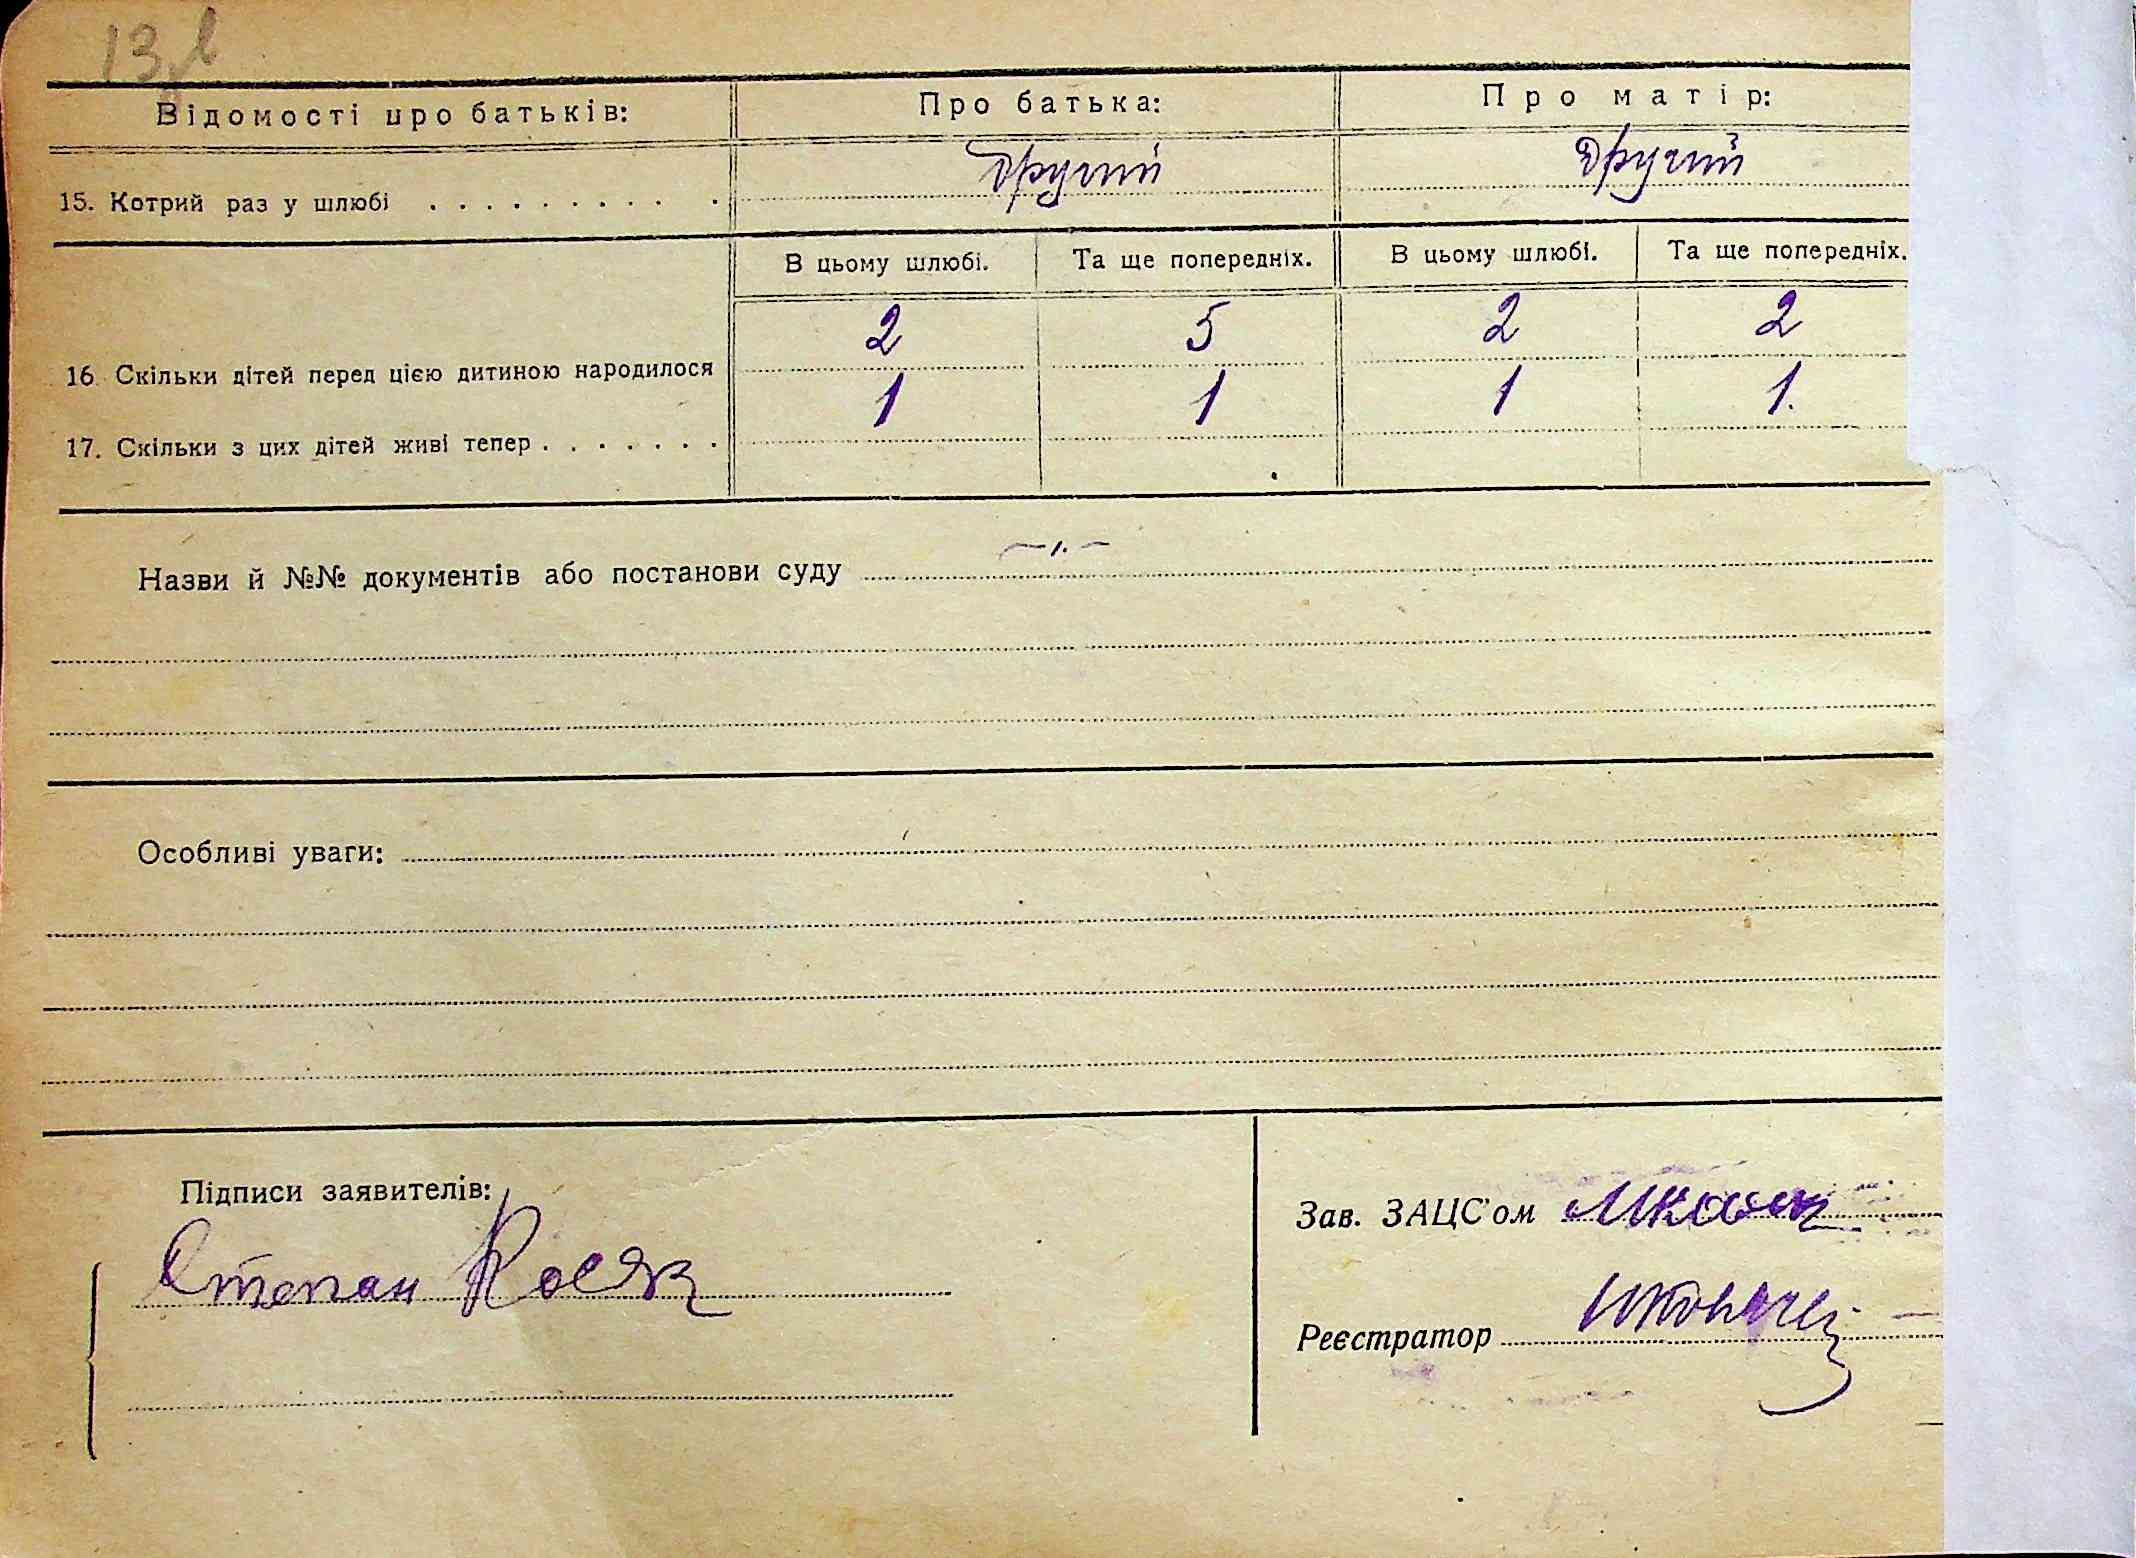 Відомості про батьків: Про батька: Про матір:
15. Котрий раз у шлюбі . . . . . . . . . . другий другий
В цьому шлюбі. Та ще попередніх. В цьому шлюбі. Та ще попередніх.
16. Скільки дітей перед цією дитиною народилося 2 5 2 2
17. Скільки з цих дітей живі тепер . . . . . . . 1 1 1 1.
Назви й №№ документів або постанови суду
Особливі уваги:
Підписи заявителів:
Зав. ЗАЦС'ом
Степан
Реєстратор